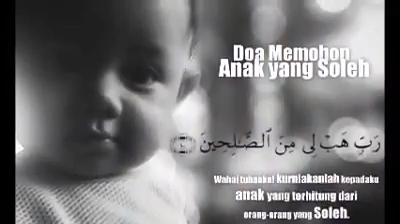 Doa Memohon
Anak yang Soleh
رَبِّ هَبْ لِى مِنَ ٱلصَّٰلِحِينَ
Wahai tuhanku! kurniakanlah kepadaku
anak yang terhitung dari
orang-orang yang Soleh.